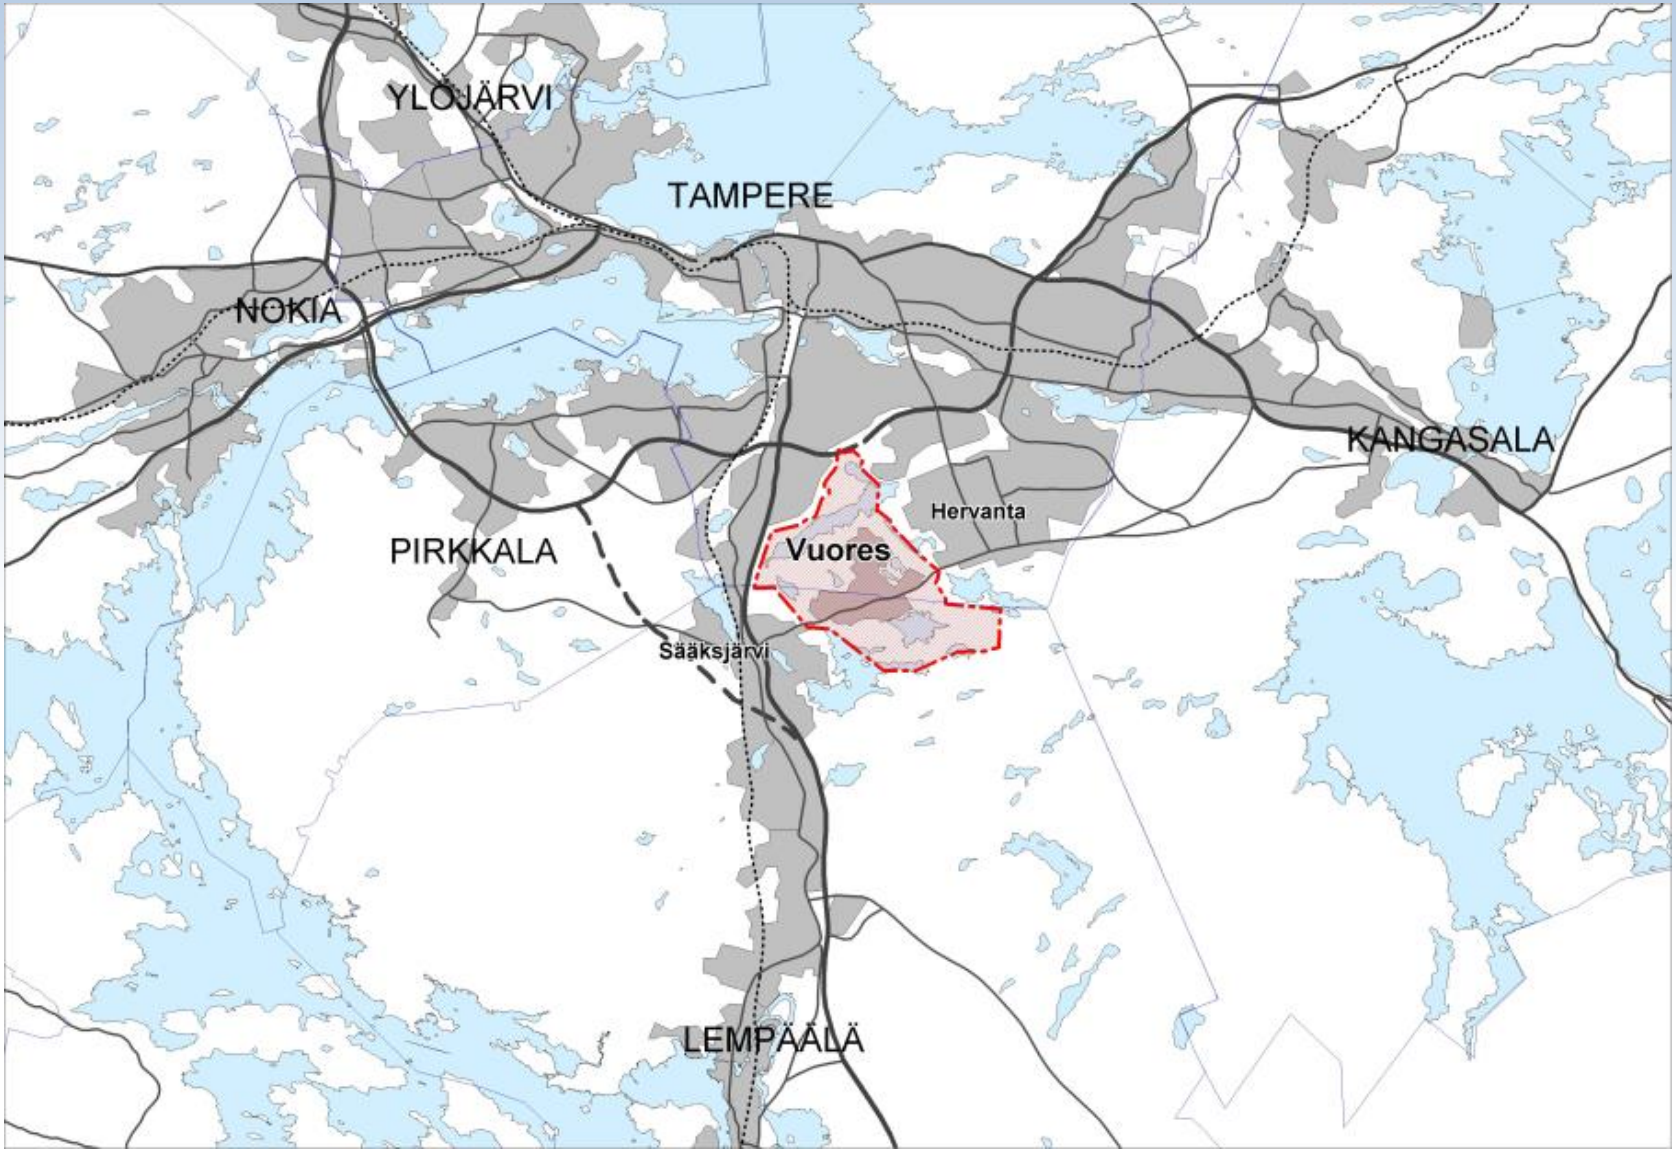 YLÖJÄRVI
TAMPERE
NOKIA
KANGASALA
Hervanta
PIRKKALA
Vuores
Sääksjärvi
LEMPÄÄLÄ